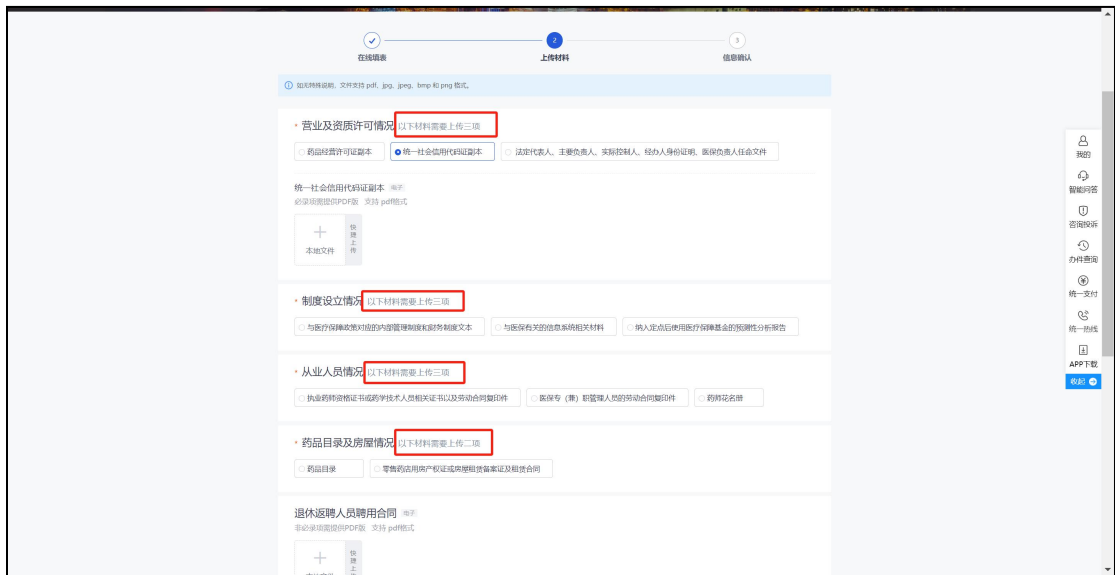 2
3
在线填表
上传材料
信息确认
如无特殊说明，文件支持 pdf、jpg、jpeg、bmp 和 png 格式。
* 营业及资质许可情况 以下材料需要上传三项
药品经营许可证副本
统一社会信用代码证副本
法定代表人、主要负责人、实际控制人、经办人身份证明、医保负责人任命文件
统一社会信用代码证副本 电子
必录项需提供PDF版 支持 pdf格式
本地文件
快捷上传
* 制度设立情况 以下材料需要上传三项
与医疗保障政策对应的内部管理制度和财务制度文本
与医保有关的信息系统相关材料
纳入定点后使用医疗保障基金的预测性分析报告
* 从业人员情况 以下材料需要上传三项
执业药师资格证书或药学技术人员相关证书以及劳动合同复印件
医保专（兼）职管理人员的劳动合同复印件
药师花名册
* 药品目录及房屋情况 以下材料需要上传二项
药品目录
零售药店用房产权证或房屋租赁备案证及租赁合同
退休返聘人员聘用合同 电子
非必录项需提供PDF版 支持 pdf格式
快捷上
我的
智能问答
咨询投诉
办件查询
统一支付
统一热线
APP下载
收起